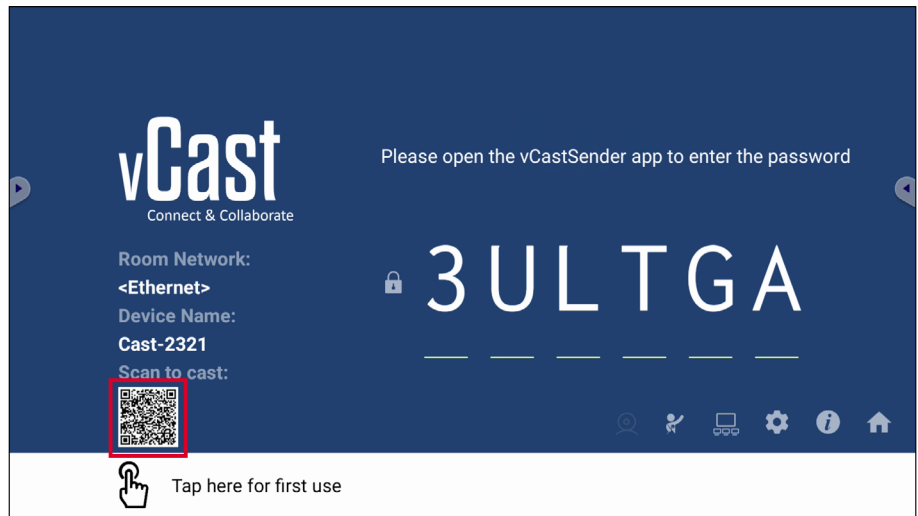 vCast
Connect & Collaborate
Please open the vCastSender app to enter the password
Room Network:
<Ethernet>
Device Name:
Cast-2321
Scan to cast:
3ULTGA
Tap here for first use